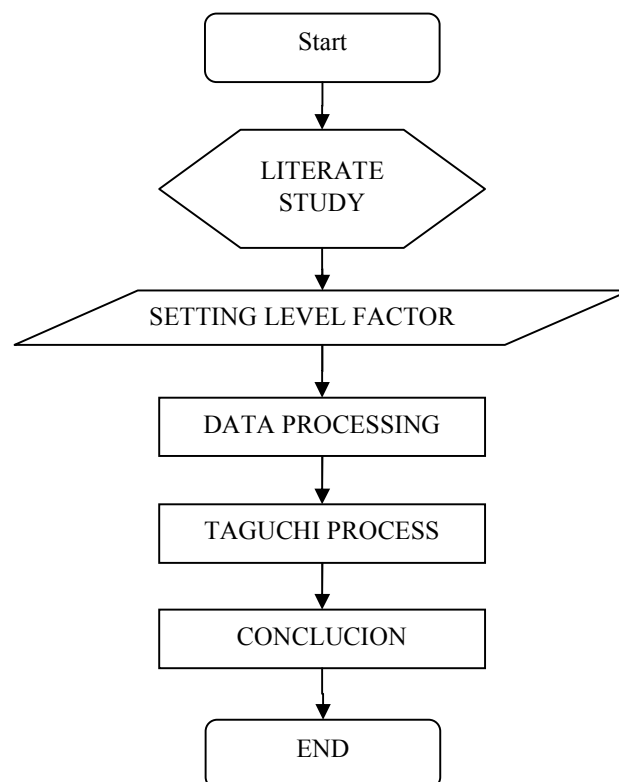 Start
LITERATE
STUDY
SETTING LEVEL FACTOR
DATA PROCESSING
TAGUCHI PROCESS
CONCLUCION
END